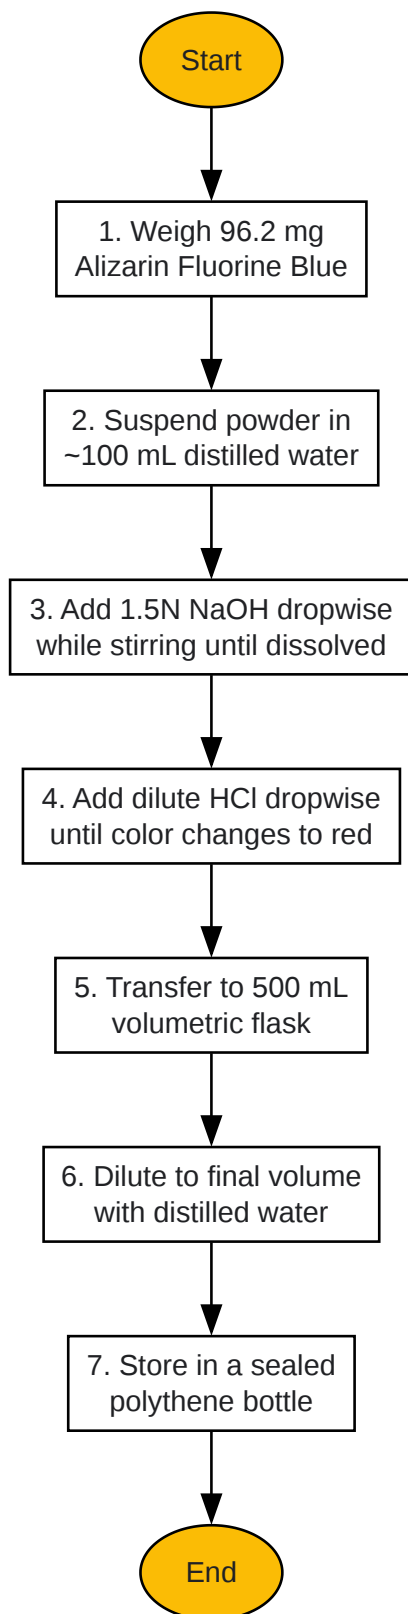 Start
1. Weigh 96.2 mg
Alizarin Fluorine Blue
2. Suspend powder in
~100 mL distilled water
3. Add 1.5N NaOH dropwise
while stirring until dissolved
4. Add dilute HCl dropwise
until color changes to red
5. Transfer to 500 mL
volumetric flask
6. Dilute to final volume
with distilled water
7. Store in a sealed
polythene bottle
End